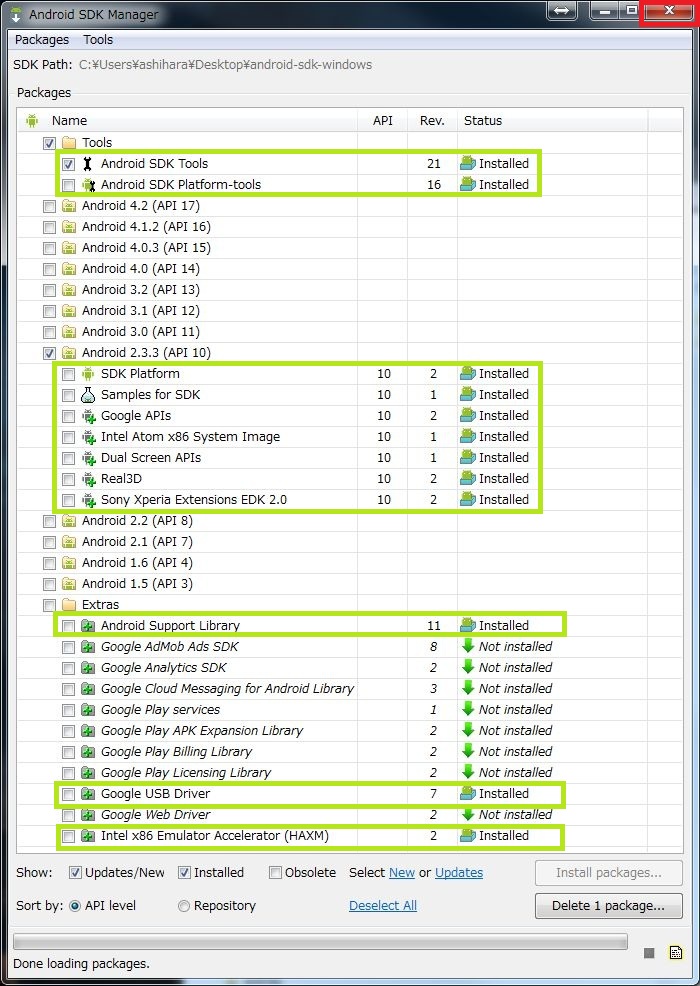 Android SDK Manager
Packages Tools
SDK Path: C:¥Users¥ashihara¥Desktop¥android-sdk-windows
Packages
Name API Rev. Status
Tools
Android SDK Tools 21 Installed
Android SDK Platform-tools 16 Installed
Android 4.2 (API 17)
Android 4.1.2 (API 16)
Android 4.0.3 (API 15)
Android 4.0 (API 14)
Android 3.2 (API 13)
Android 3.1 (API 12)
Android 3.0 (API 11)
Android 2.3.3 (API 10)
SDK Platform 10 2 Installed
Samples for SDK 10 1 Installed
Google APIs 10 2 Installed
Intel Atom x86 System Image 10 1 Installed
Dual Screen APIs 10 1 Installed
Real3D 10 2 Installed
Sony Xperia Extensions EDK 2.0 10 2 Installed
Android 2.2 (API 8)
Android 2.1 (API 7)
Android 1.6 (API 4)
Android 1.5 (API 3)
Extras
Android Support Library 11 Installed
Google AdMob Ads SDK 8 Not installed
Google Analytics SDK 2 Not installed
Google Cloud Messaging for Android Library 3 Not installed
Google Play services 1 Not installed
Google Play APK Expansion Library 2 Not installed
Google Play Billing Library 2 Not installed
Google Play Licensing Library 2 Not installed
Google USB Driver 7 Installed
Google Web Driver 2 Not installed
Intel x86 Emulator Accelerator (HAXM) 2 Installed
Show: Updates/New Installed Obsolete Select New or Updates Install packages...
Sort by: API level Repository Deselect All Delete 1 package...
Done loading packages.